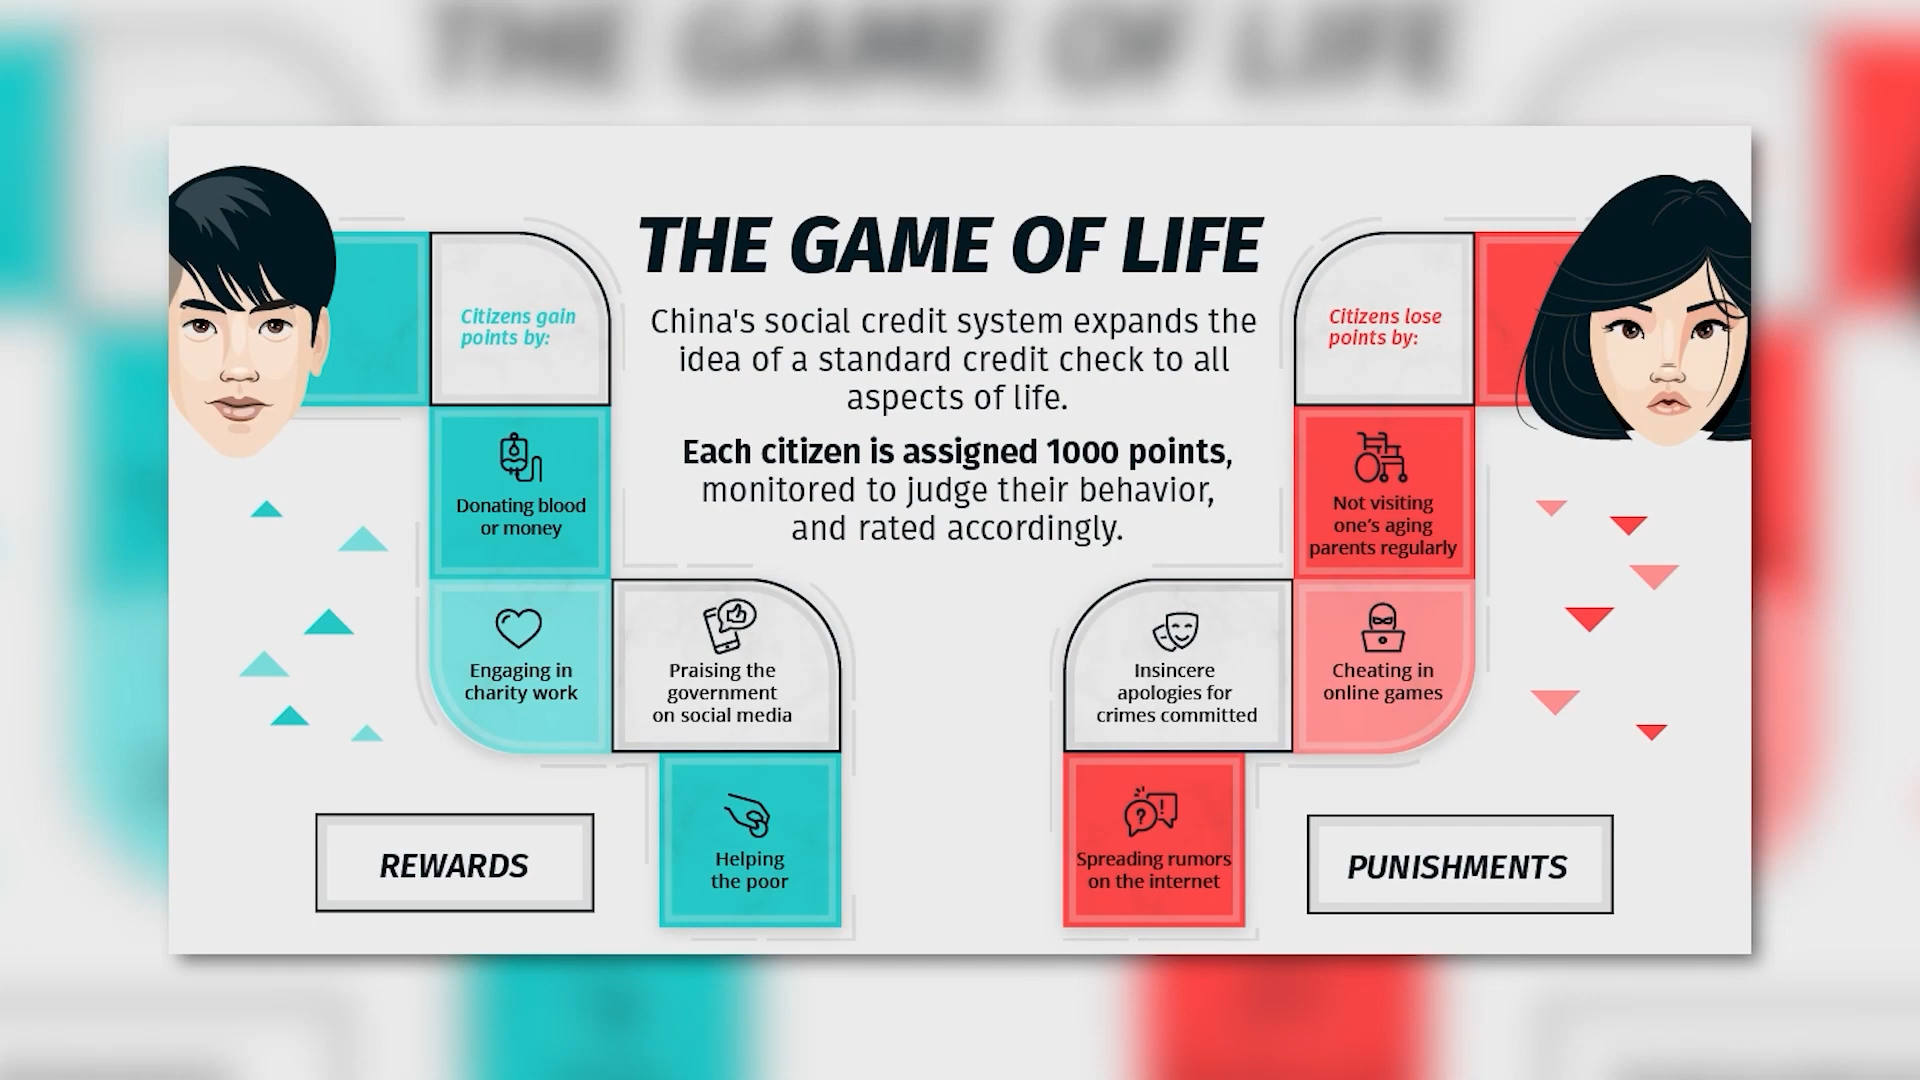 THE GAME OF LIFE
THE GAME OF LIFE
China's social credit system expands the
idea of a standard credit check to all
aspects of life.
Each citizen is assigned 1000 points,
monitored to judge their behavior,
and rated accordingly.
Citizens gain
points by:
Donating blood
or money
Engaging in
charity work
Praising the
government
on social media
Helping
the poor
REWARDS
Citizens lose
points by:
Not visiting
one's aging
parents regularly
Cheating in
online games
Insincere
apologies for
crimes committed
Spreading rumors
on the internet
PUNISHMENTS